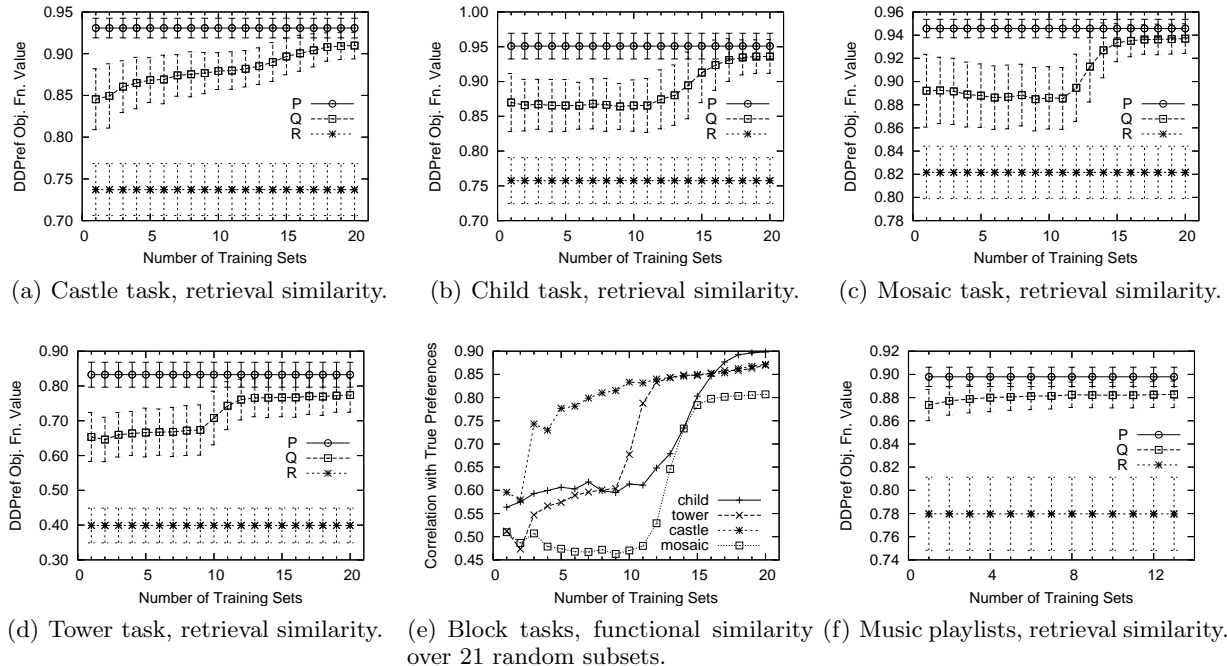 DDPref Obj. Fn. Value
1.00
0.95
0.90
0.85
0.80
0.75
0.70
P
Q
R
0 5 10 15 20
Number of Training Sets
(a) Castle task, retrieval similarity.
DDPref Obj. Fn. Value
1.00
0.95
0.90
0.85
0.80
0.75
0.70
P
Q
R
0 5 10 15 20
Number of Training Sets
(b) Child task, retrieval similarity.
DDPref Obj. Fn. Value
0.96
0.94
0.92
0.90
0.88
0.86
0.84
0.82
0.80
0.78
P
Q
R
0 5 10 15 20
Number of Training Sets
(c) Mosaic task, retrieval similarity.
DDPref Obj. Fn. Value
0.90
0.80
0.70
0.60
0.50
0.40
0.30
P
Q
R
0 5 10 15 20
Number of Training Sets
(d) Tower task, retrieval similarity.
Correlation with True Preferences
0.90
0.85
0.80
0.75
0.70
0.65
0.60
0.55
0.50
0.45
child
tower
castle
mosaic
0 5 10 15 20
Number of Training Sets
(e) Block tasks, functional similarity
over 21 random subsets.
DDPref Obj. Fn. Value
0.92
0.90
0.88
0.86
0.84
0.82
0.80
0.78
0.76
0.74
P
Q
R
0 2 4 6 8 10 12
Number of Training Sets
(f) Music playlists, retrieval similarity.